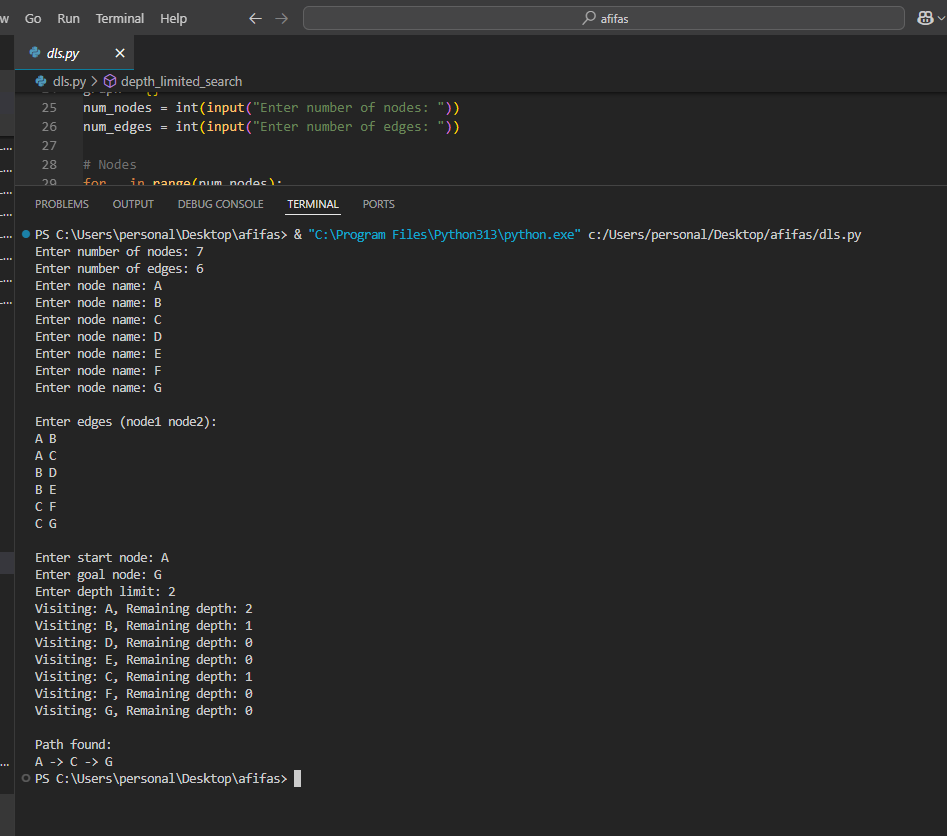 w Go Run Terminal Help
afifas
dls.py
dls.py > depth_limited_search
25 num_nodes = int(input("Enter number of nodes: "))
26 num_edges = int(input("Enter number of edges: "))
27
28 # Nodes
29 for _ in range(num_nodes):
PROBLEMS OUTPUT DEBUG CONSOLE TERMINAL PORTS
PS C:\Users\personal\Desktop\afifas> & "C:\Program Files\Python313\python.exe" c:/Users/personal/Desktop/afifas/dls.py
Enter number of nodes: 7
Enter number of edges: 6
Enter node name: A
Enter node name: B
Enter node name: C
Enter node name: D
Enter node name: E
Enter node name: F
Enter node name: G
Enter edges (node1 node2):
A B
A C
B D
B E
C F
C G
Enter start node: A
Enter goal node: G
Enter depth limit: 2
Visiting: A, Remaining depth: 2
Visiting: B, Remaining depth: 1
Visiting: D, Remaining depth: 0
Visiting: E, Remaining depth: 0
Visiting: C, Remaining depth: 1
Visiting: F, Remaining depth: 0
Visiting: G, Remaining depth: 0
Path found:
A -> C -> G
PS C:\Users\personal\Desktop\afifas>